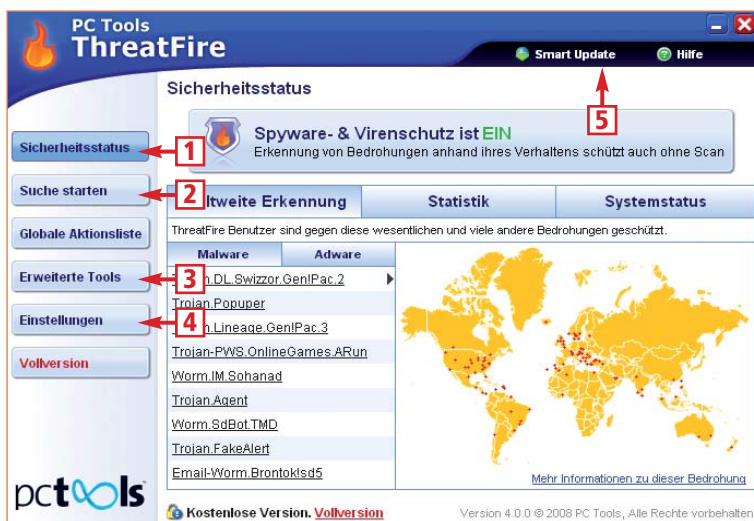 PC Tools
ThreatFire
Smart Update
Hilfe
Sicherheitsstatus
Spyware- & Virenschutz ist EIN
Erkennung von Bedrohungen anhand ihres Verhaltens schützt auch ohne Scan
5
Sicherheitsstatus
1
Suche starten
2
Globale Aktionsliste
Erweiterte Tools
3
Einstellungen
4
Vollversion
ltweite Erkennung
Statistik
Systemstatus
ThreatFire Benutzer sind gegen diese wesentlichen und viele andere Bedrohungen geschützt.
Malware
Adware
n.DL.Swizzor.Gen!Pac.2
Trojan.Popuper
.Lineage.Gen!Pac.3
Trojan-PWS.OnlineGames.ARun
Worm.IM.Sohanad
Trojan.Agent
Worm.SdBot.TMD
Trojan.FakeAlert
Email-Worm.Brontok!sd5
Mehr Informationen zu dieser Bedrohung
pctools
Kostenlose Version. Vollversion
Version 4.0.0 © 2008 PC Tools, Alle Rechte vorbehalten